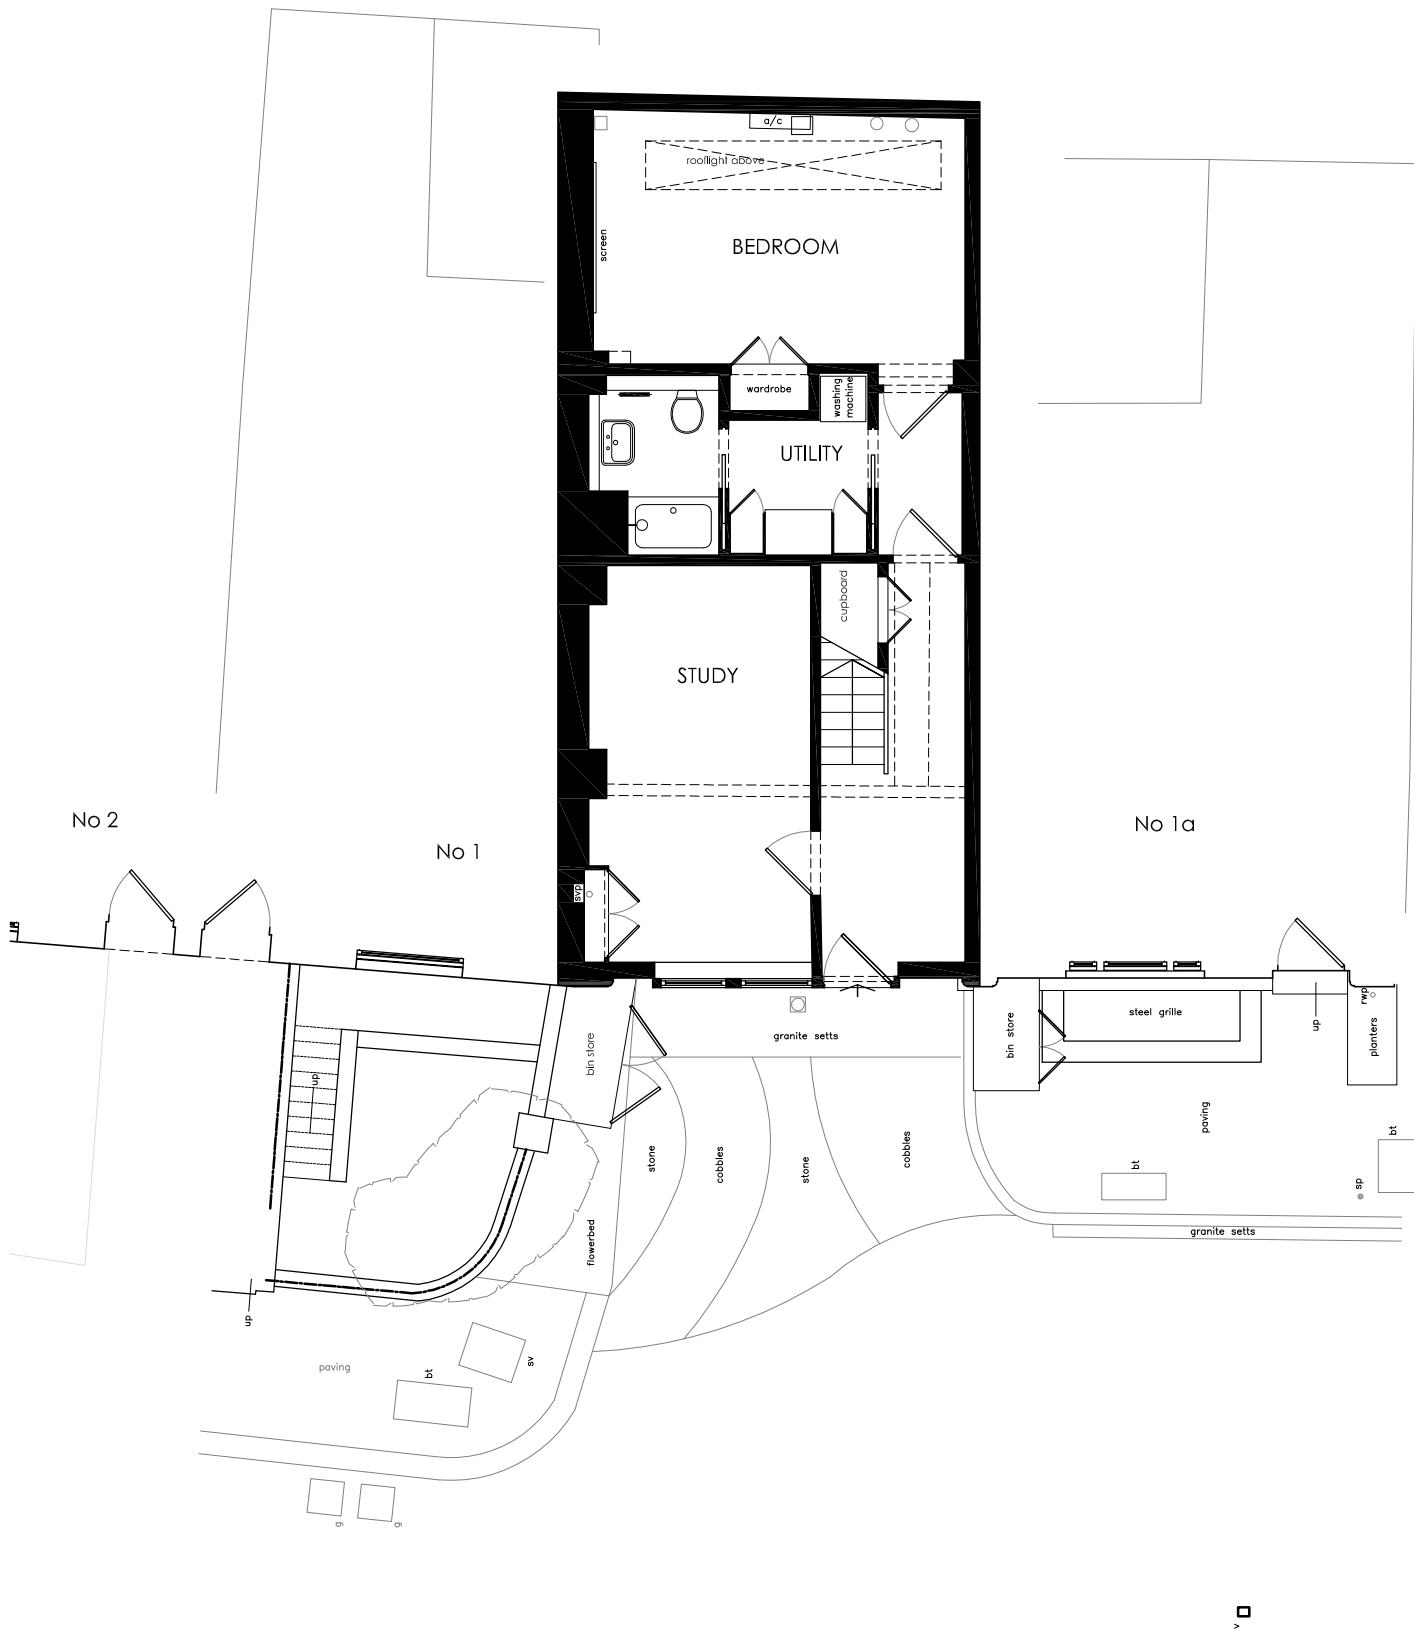 a/c
rooflight above
screen
BEDROOM
wardrobe
washing
machine
UTILITY
cupboard
STUDY
No 2
No 1
No 1a
svp
rwp
granite setts
steel grille
bin store
bin store
up
planters
up
paving
stone
cobbles
stone
cobbles
bt
bt
sp
flowerbed
granite setts
up
paving
bt
sv
g
g
v